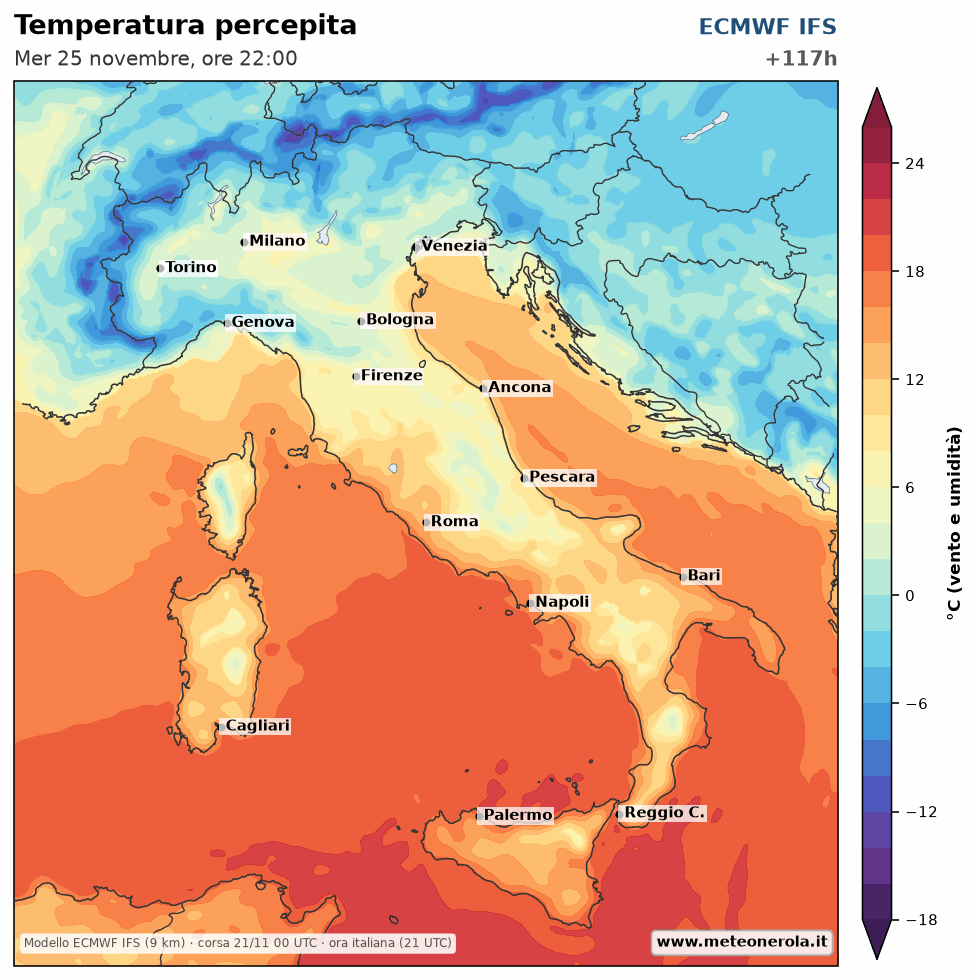 Temperatura percepita
ECMWF IFS
Mer 25 novembre, ore 22:00
+117h
Milano
Venezia
Torino
Genova
Bologna
Firenze
Ancona
Pescara
Roma
Bari
Napoli
Cagliari
Palermo
Reggio C.
24
18
12
6
0
−6
−12
−18
°C (vento e umidità)
Modello ECMWF IFS (9 km) · corsa 21/11 00 UTC · ora italiana (21 UTC)
www.meteonerola.it